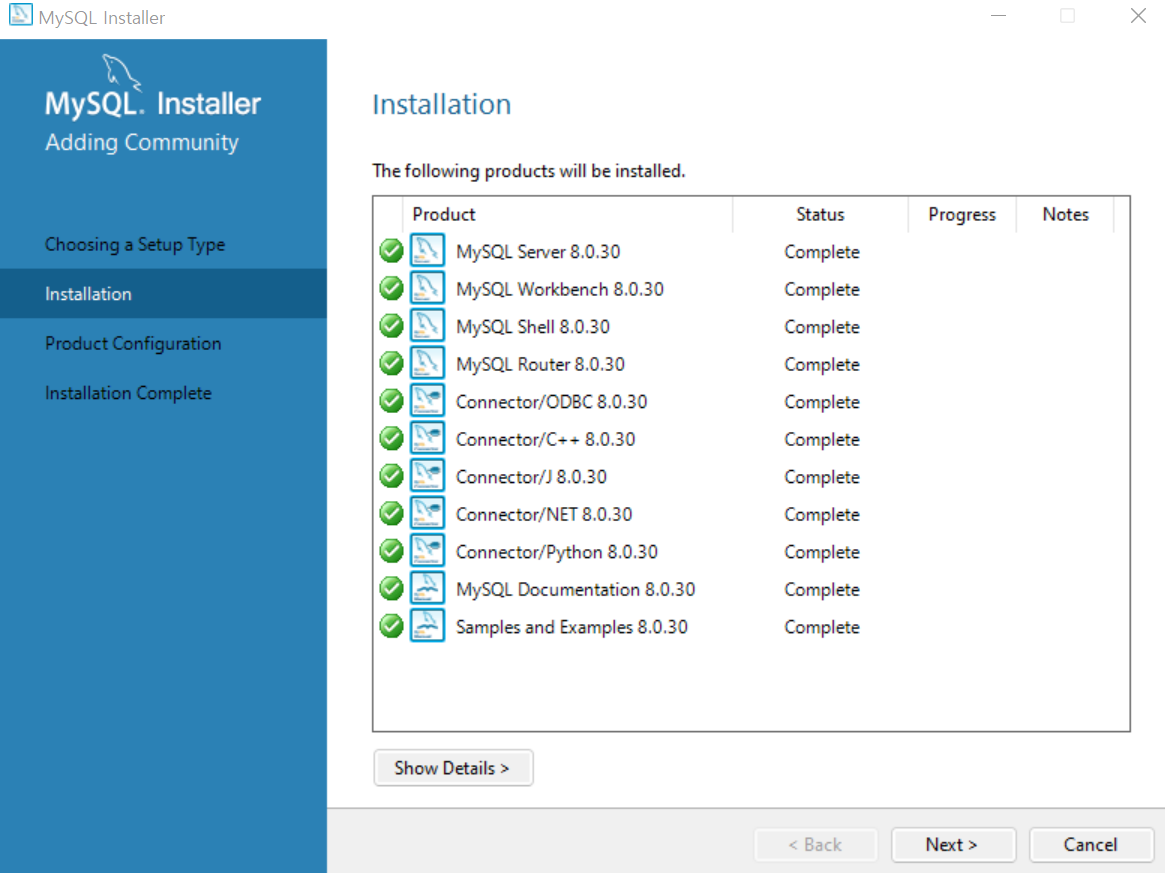 MySQL Installer
MySQL. Installer
Adding Community
Choosing a Setup Type
Installation
Product Configuration
Installation Complete
Installation
The following products will be installed.
Product Status Progress Notes
MySQL Server 8.0.30 Complete
MySQL Workbench 8.0.30 Complete
MySQL Shell 8.0.30 Complete
MySQL Router 8.0.30 Complete
Connector/ODBC 8.0.30 Complete
Connector/C++ 8.0.30 Complete
Connector/J 8.0.30 Complete
Connector/NET 8.0.30 Complete
Connector/Python 8.0.30 Complete
MySQL Documentation 8.0.30 Complete
Samples and Examples 8.0.30 Complete
Show Details >
< Back Next > Cancel